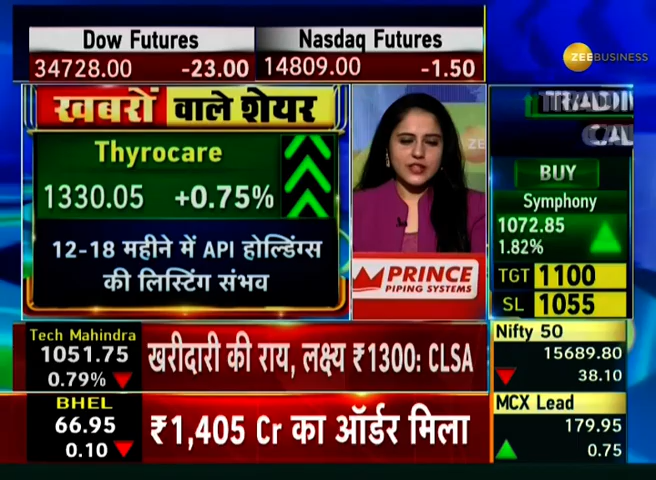 Dow Futures
34728.00 -23.00
Nasdaq Futures
14809.00 -1.50
ZEE BUSINESS
खबरों वाले शेयर
Thyrocare
1330.05 +0.75%
12-18 महीने में API होल्डिंग्स
की लिस्टिंग संभव
PRINCE
PIPING SYSTEMS
BUY
Symphony
1072.85
1.82%
TGT 1100
SL 1055
Tech Mahindra
1051.75
0.79%
खरीदारी की राय, लक्ष्य ₹1300: CLSA
BHEL
66.95
0.10
₹1,405 Cr का ऑर्डर मिला
Nifty 50
15689.80
38.10
MCX Lead
179.95
0.75